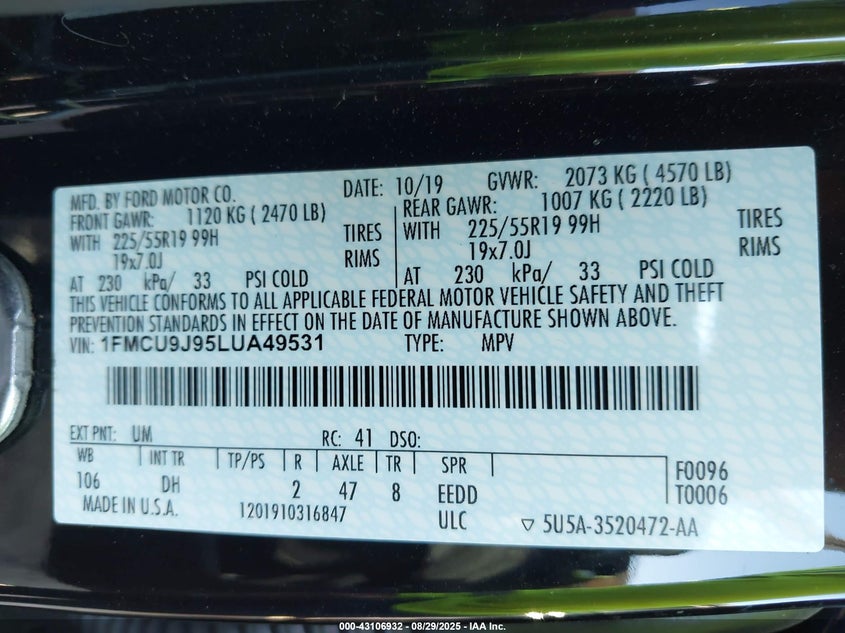 MFD. BY FORD MOTOR CO. DATE: 10/19 GVWR: 2073 KG ( 4570 LB)
FRONT GAWR: 1120 KG ( 2470 LB) REAR GAWR: 1007 KG ( 2220 LB)
WITH 225/55R19 99H TIRES WITH 225/55R19 99H TIRES
19x7.0J RIMS 19x7.0J RIMS
AT 230 kPa/ 33 PSI COLD AT 230 kPa/ 33 PSI COLD
THIS VEHICLE CONFORMS TO ALL APPLICABLE FEDERAL MOTOR VEHICLE SAFETY AND THEFT
PREVENTION STANDARDS IN EFFECT ON THE DATE OF MANUFACTURE SHOWN ABOVE.
VIN: 1FMCU9J95LUA49531 TYPE: MPV
EXT PNT: UM RC: 41 DSO:
WB INT TR TP/PS R AXLE TR SPR F0096
106 DH 2 47 8 EEDD T0006
MADE IN U.S.A. 1201910316847 ULC ▽ 5U5A-3520472-AA
000-43106932 - 08/29/2025 - IAA Inc.